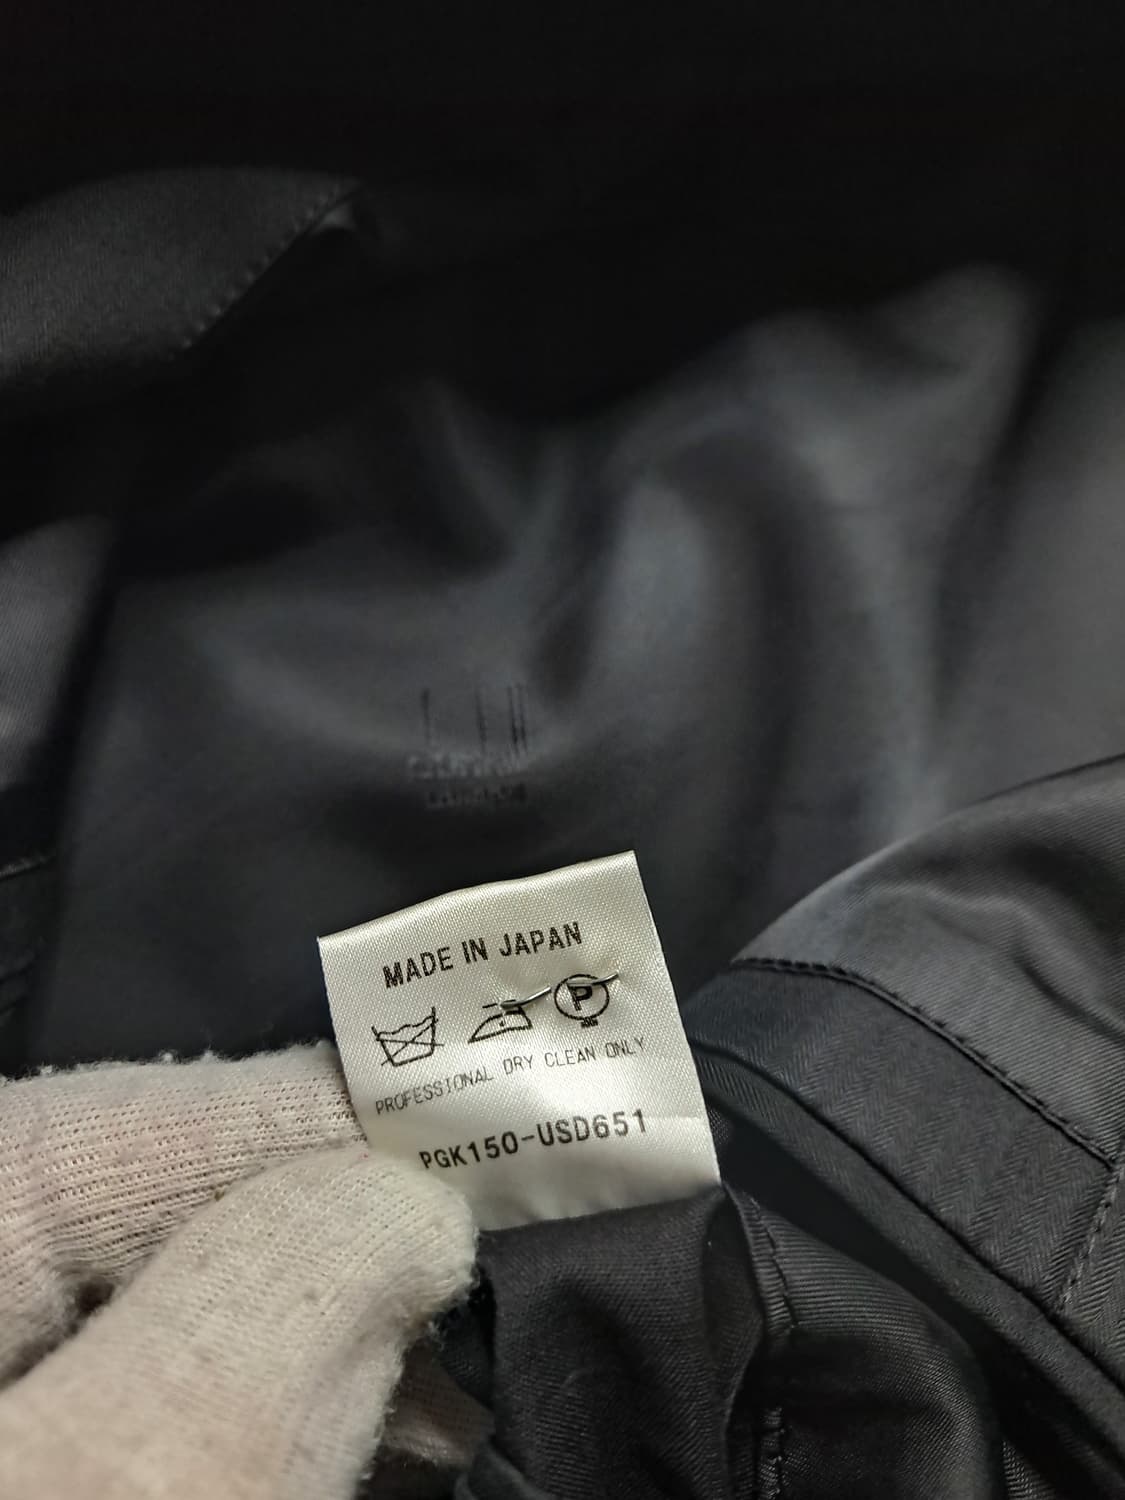 MADE IN JAPAN
P
PROFESSIONAL DRY CLEAN ONLY
PGK150-USD651